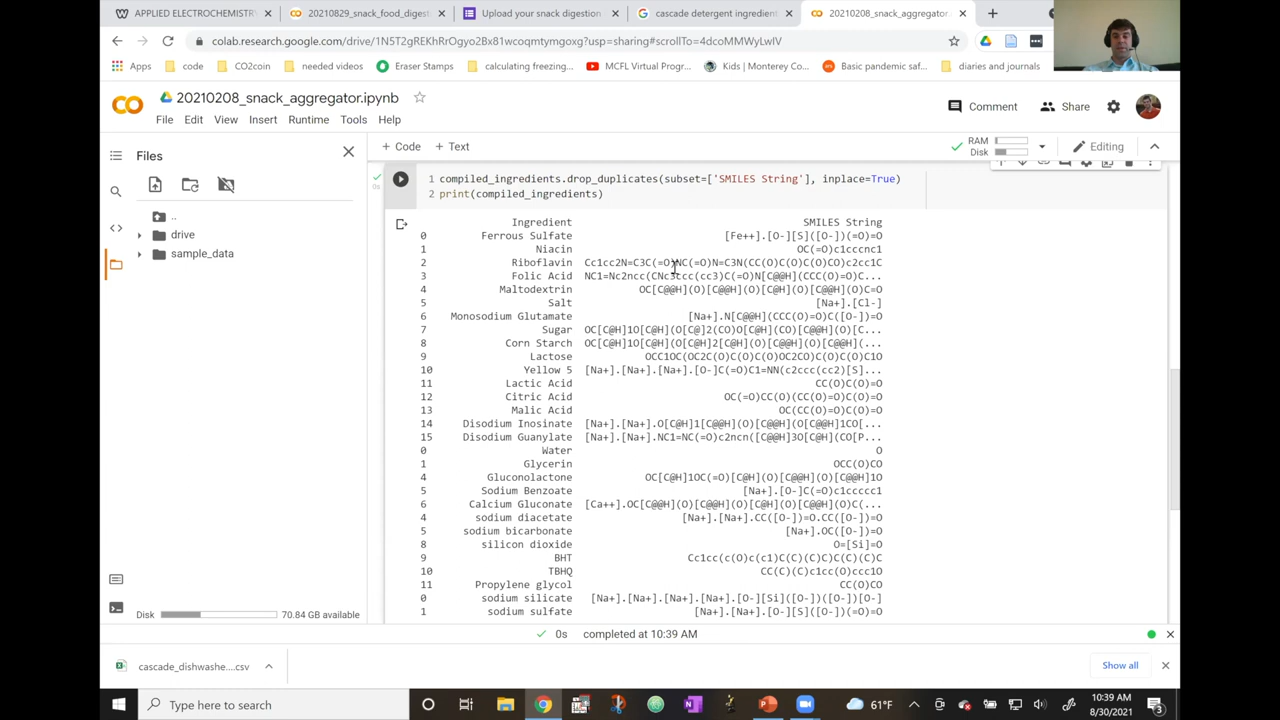 APPLIED ELECTROCHEMISTRY
20210829_snack_food_digest
Upload your snack digestion
cascade detergent ingredient
20210208_snack_aggregator
colab.research.google.com/drive/1N5T2gREKhRrOgyo2Bx81wcoqmtymgoxg?usp=sharing#scrollTo=4dcoMMWyLwIV
Apps
code
CO2coin
needed videos
Eraser Stamps
calculating freezing...
MCFL Virtual Progr...
Kids | Monterey Co...
Basic pandemic saf...
diaries and journals
20210208_snack_aggregator.ipynb
Comment
Share
File Edit View Insert Runtime Tools Help
Files
+ Code + Text
RAM
Disk
Editing
..
drive
sample_data
0s
1 compiled_ingredients.drop_duplicates(subset=['SMILES String'], inplace=True)
2 print(compiled_ingredients)
Ingredient SMILES String
0 Ferrous Sulfate [Fe++].[O-][S]([O-])(=O)=O
1 Niacin OC(=O)c1cccnc1
2 Riboflavin Cc1cc2N=C3C(=O)NC(=O)N=C3N(CC(O)C(O)C(O)CO)c2cc1C
3 Folic Acid NC1=Nc2ncc(CNc3ccc(cc3)C(=O)N[C@@H](CCC(O)=O)C...
4 Maltodextrin OC[C@@H](O)[C@@H](O)[C@H](O)[C@@H](O)C=O
5 Salt [Na+].[Cl-]
6 Monosodium Glutamate [Na+].N[C@@H](CCC(O)=O)C([O-])=O
7 Sugar OC[C@H]1O[C@H](O[C@]2(CO)O[C@H](CO)[C@@H](O)[C...
8 Corn Starch OC[C@H]1O[C@H](O[C@H]2[C@H](O)[C@@H](O)[C@@H](...
9 Lactose OCC1OC(OC2C(O)C(O)C(O)OC2CO)C(O)C(O)C1O
10 Yellow 5 [Na+].[Na+].[Na+].[O-]C(=O)C1=NN(c2ccc(cc2)[S]...
11 Lactic Acid CC(O)C(O)=O
12 Citric Acid OC(=O)CC(O)(CC(O)=O)C(O)=O
13 Malic Acid OC(CC(O)=O)C(O)=O
14 Disodium Inosinate [Na+].[Na+].O[C@H]1[C@@H](O)[C@@H](O[C@@H]1CO[...
15 Disodium Guanylate [Na+].[Na+].NC1=NC(=O)c2ncn([C@@H]3O[C@H](CO[P...
0 Water O
1 Glycerin OCC(O)CO
4 Gluconolactone OC[C@H]1OC(=O)[C@H](O)[C@@H](O)[C@@H]1O
5 Sodium Benzoate [Na+].[O-]C(=O)c1ccccc1
6 Calcium Gluconate [Ca++].OC[C@@H](O)[C@@H](O)[C@H](O)[C@@H](O)C(...
4 sodium diacetate [Na+].[Na+].CC([O-])=O.CC([O-])=O
5 sodium bicarbonate [Na+].OC([O-])=O
8 silicon dioxide O=[Si]=O
9 BHT Cc1cc(c(O)c(c1)C(C)(C)C)C(C)(C)C
10 TBHQ CC(C)(C)c1cc(O)ccc1O
11 Propylene glycol CC(O)CO
0 sodium silicate [Na+].[Na+].[Na+].[Na+].[O-][Si]([O-])([O-])[O-]
1 sodium sulfate [Na+].[Na+].[O-][S]([O-])(=O)=O
Disk 70.84 GB available
0s completed at 10:39 AM
cascade_dishwashe....csv
Show all
Type here to search
61°F
10:39 AM
8/30/2021
3